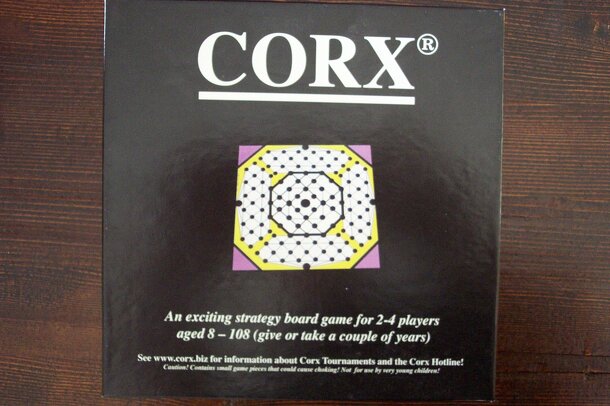 CORX®
An exciting strategy board game for 2-4 players
aged 8 – 108 (give or take a couple of years)
See www.corx.biz for information about Corx Tournaments and the Corx Hotline!
Caution! Contains small game pieces that could cause choking! Not for use by very young children!